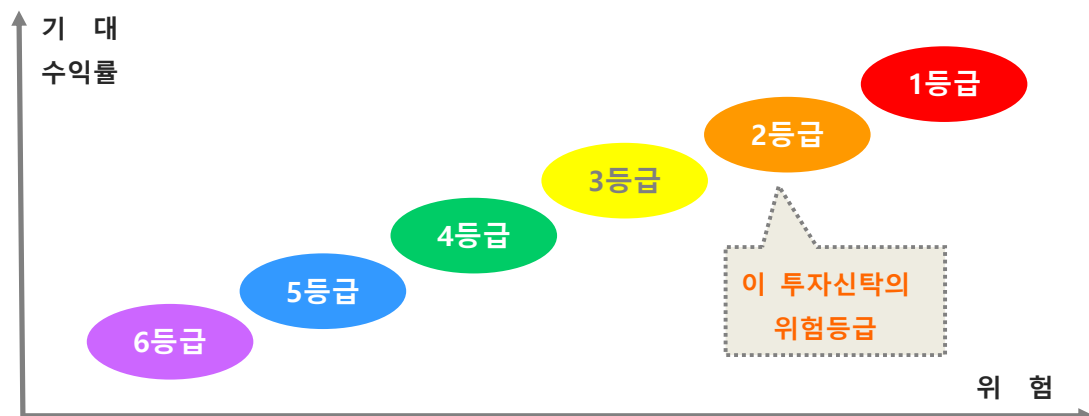 기 대
수익률
1등급
2등급
3등급
4등급
5등급
6등급
이 투자신탁의
위험등급
위 험